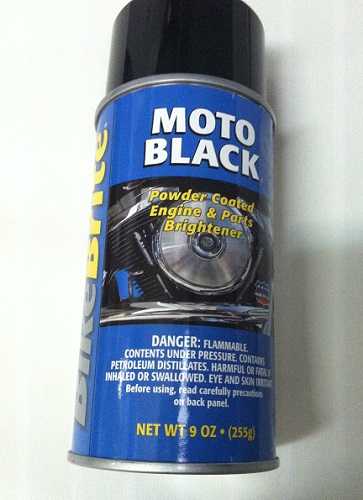 MOTO
BLACK
Powder Coated
Engine & Parts
Brightener
BikeBrite
DANGER: FLAMMABLE.
CONTENTS UNDER PRESSURE. CONTAINS
PETROLEUM DISTILLATES. HARMFUL OR FATAL IF
INHALED OR SWALLOWED. EYE AND SKIN IRRITANT.
Before using, read carefully precautions
on back panel.
NET WT 9 OZ • (255g)